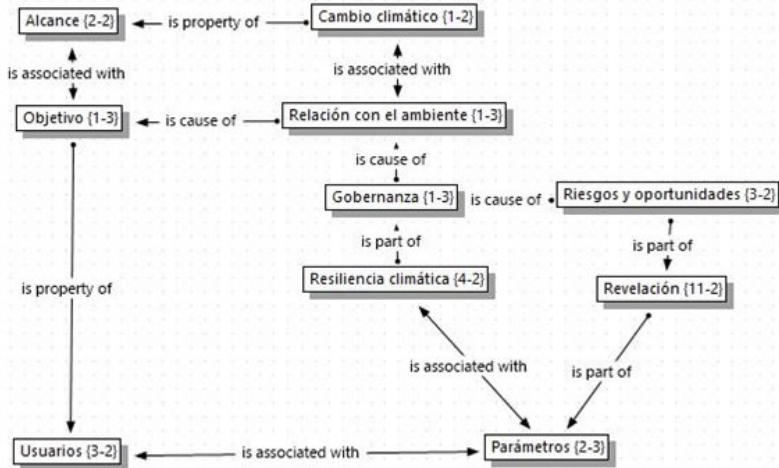 Alcance {2-2}
is property of
Cambio climático {1-2}
is associated with
is associated with
Objetivo {1-3}
is cause of
Relación con el ambiente {1-3}
is cause of
Gobernanza {1-3}
is cause of
Riesgos y oportunidades {3-2}
is part of
is part of
Resiliencia climática {4-2}
Revelación {11-2}
is property of
is associated with
is part of
Usuarios {3-2}
is associated with
Parámetros {2-3}